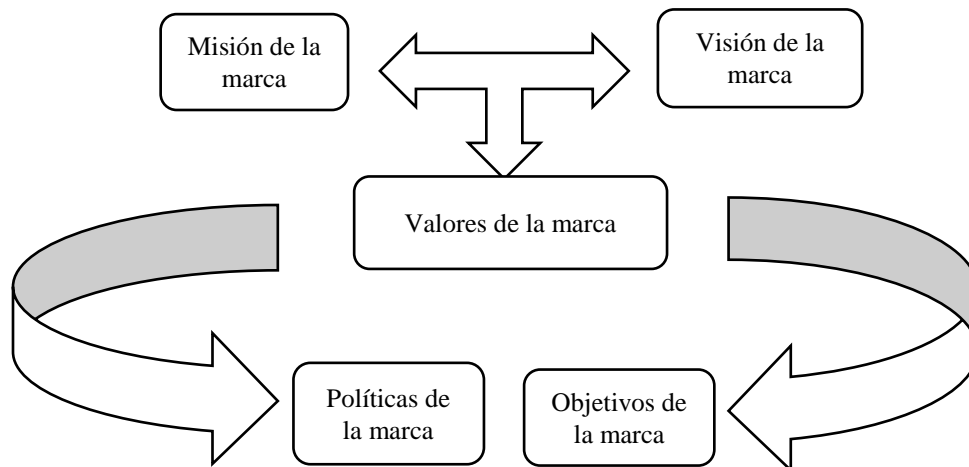 Misión de la
marca
Visión de la
marca
Valores de la marca
Políticas de
la marca
Objetivos de
la marca